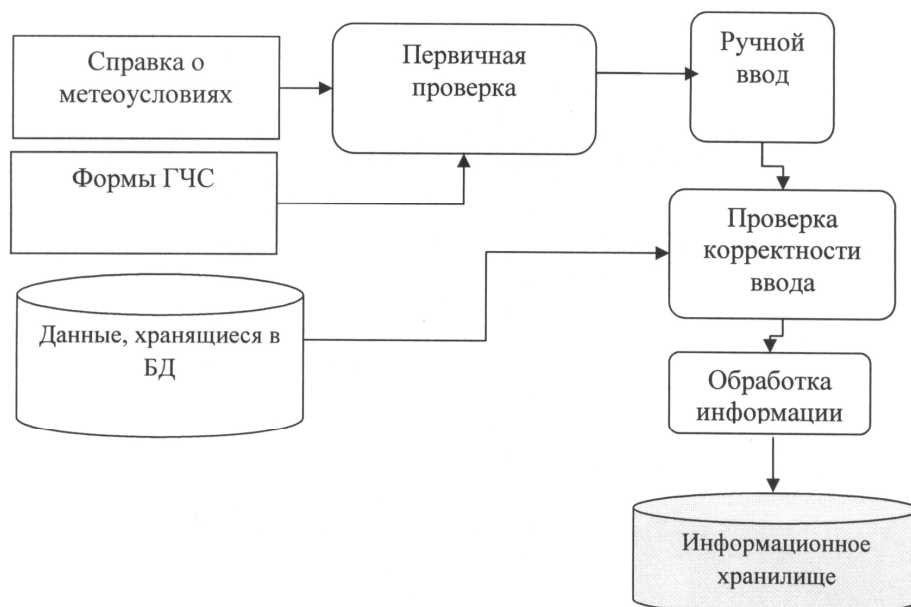 Справка о
метеоусловиях
Первичная
проверка
Ручной
ввод
Формы ГЧС
Проверка
корректности
ввода
Данные, хранящиеся в
БД
Обработка
информации
Информационное
хранилище